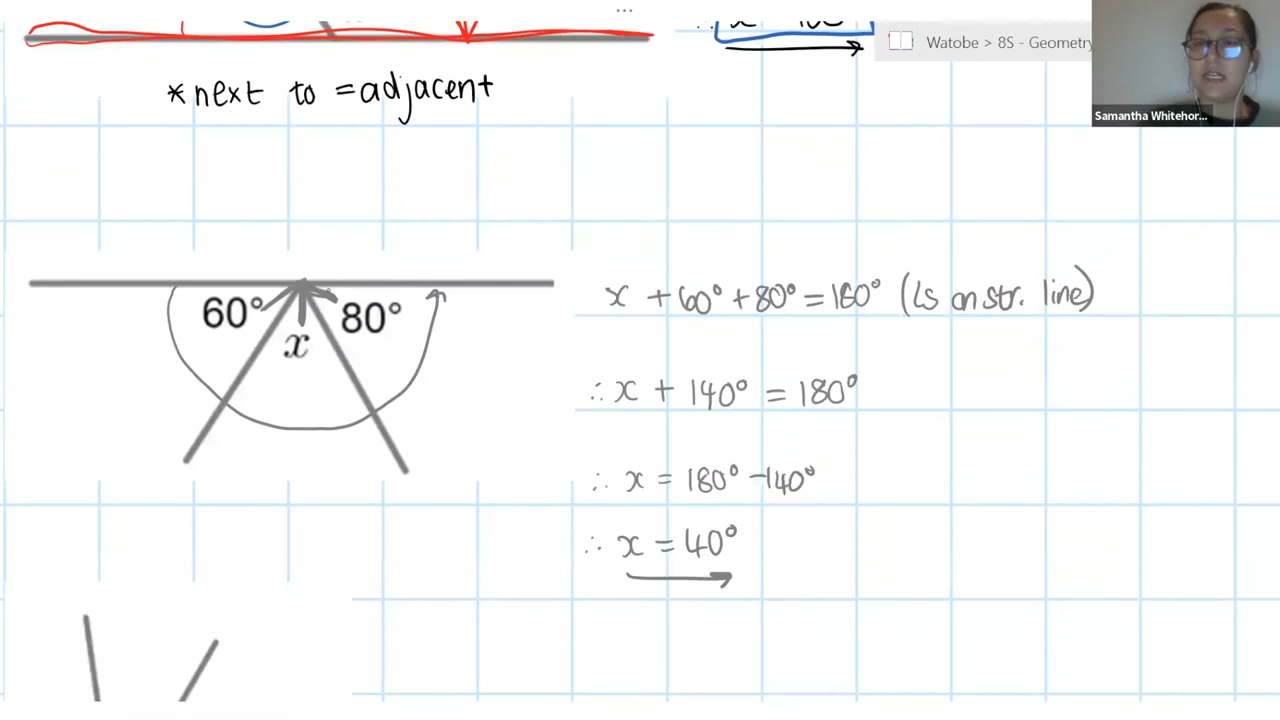 Watobe > 8S - Geometry
Samantha Whitehor...
*next to = adjacent
60°
80°
x
x + 60° + 80° = 180° (∠s on str. line)
∴ x + 140° = 180°
∴ x = 180° - 140°
∴ x = 40°